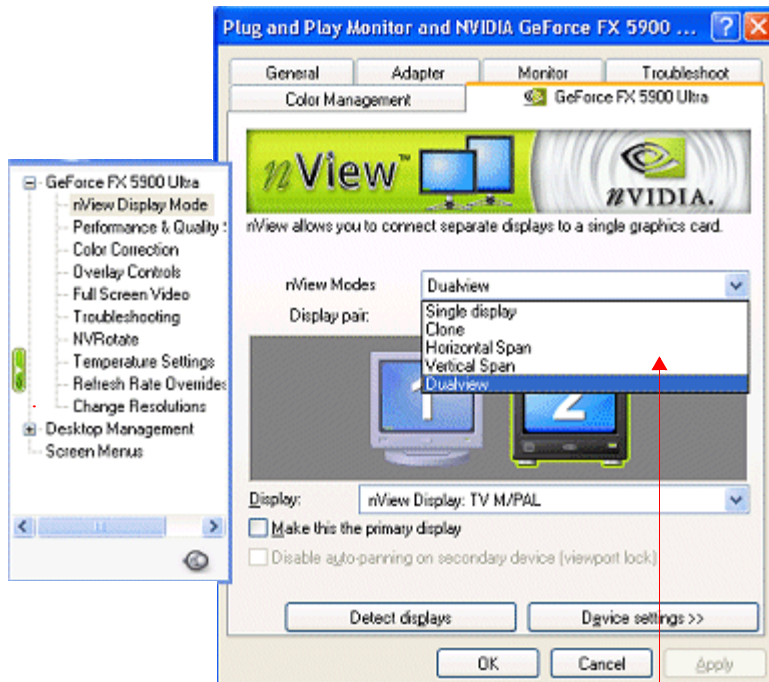 Plug and Play Monitor and NVIDIA GeForce FX 5900 ...
General Adapter Monitor Troubleshoot
Color Management GeForce FX 5900 Ultra
nView™ NVIDIA.
nView allows you to connect separate displays to a single graphics card.
nView Modes Dualview
Display pair:
Single display
Clone
Horizontal Span
Vertical Span
Dualview
1 2
Display: nView Display: TV M/PAL
Make this the primary display
Disable auto-panning on secondary device (viewport lock)
Detect displays Device settings >>
OK Cancel Apply
GeForce FX 5900 Ultra
nView Display Mode
Performance & Quality S
Color Correction
Overlay Controls
Full Screen Video
Troubleshooting
NVRotate
Temperature Settings
Refresh Rate Overrides
Change Resolutions
Desktop Management
Screen Menus